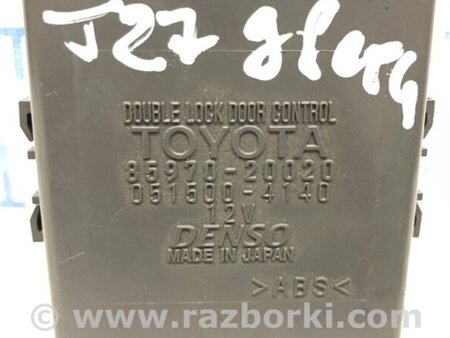 J27
DOUBLE LOCK DOOR CONTROL
TOYOTA
85970-20020
051500-4140
12V
DENSO
MADE IN JAPAN
>ABS<
www.razborki.com